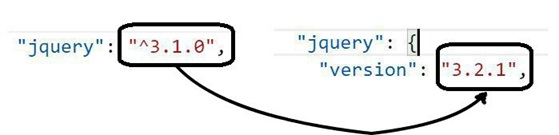 "jquery": "^3.1.0",
"jquery": {
"version": "3.2.1",